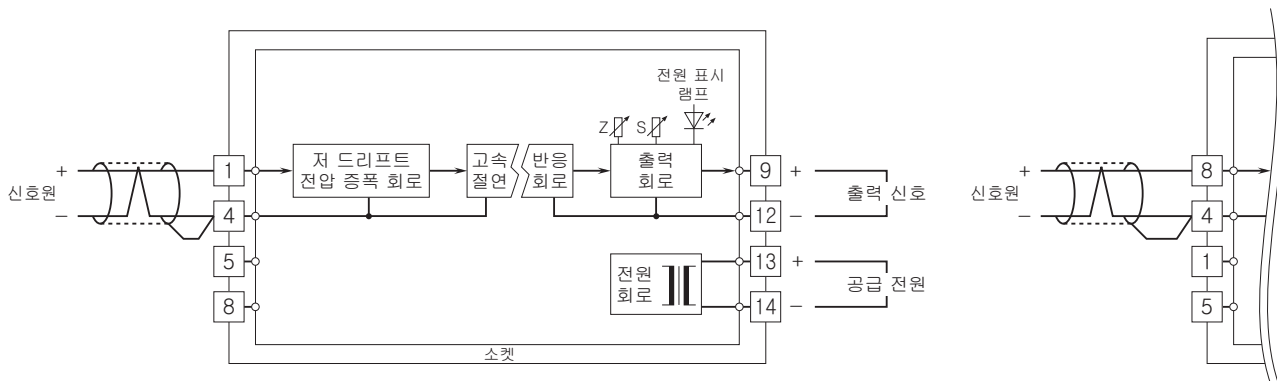 전원 표시
램프
Z
S
저 드리프트
전압 증폭 회로
고속
절연
반응
회로
출력
회로
신호원
+
−
1
4
5
8
9
+
12
−
출력 신호
전원
회로
13
+
14
−
공급 전원
소켓
신호원
+
−
8
4
1
5